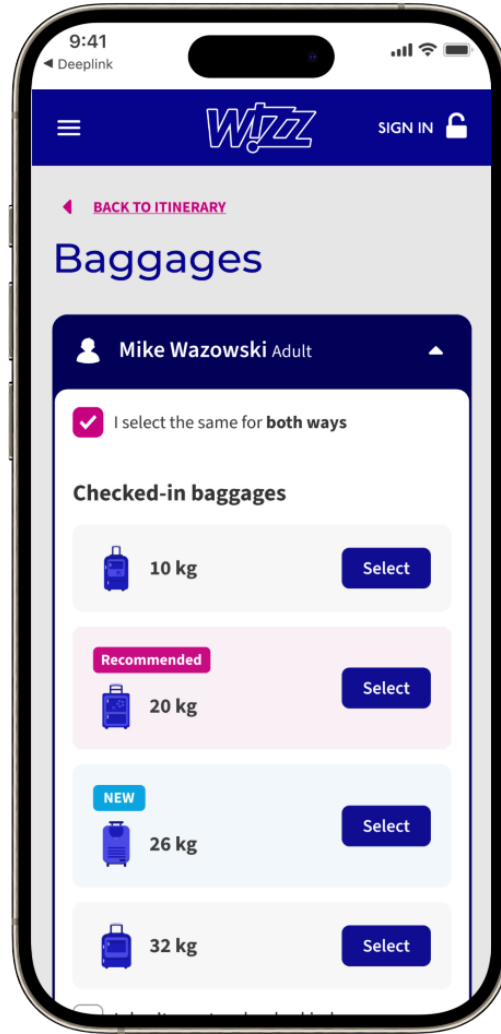 9:41
◀ Deeplink
WIZZ
SIGN IN
BACK TO ITINERARY
Baggages
Mike Wazowski Adult
I select the same for both ways
Checked-in baggages
10 kg
Select
Recommended
20 kg
Select
NEW
26 kg
Select
32 kg
Select